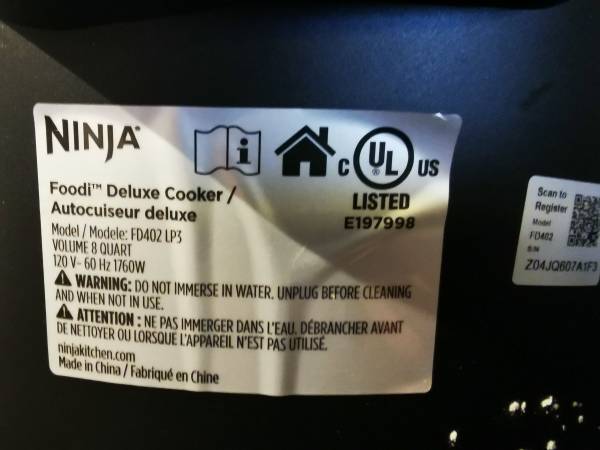 NINJA®
i
C UL® US
LISTED
E197998
Foodi™ Deluxe Cooker /
Autocuiseur deluxe
Model / Modele: FD402 LP3
VOLUME 8 QUART
120 V~ 60 Hz 1760W
WARNING: DO NOT IMMERSE IN WATER. UNPLUG BEFORE CLEANING
AND WHEN NOT IN USE.
ATTENTION : NE PAS IMMERGER DANS L'EAU. DÉBRANCHER AVANT
DE NETTOYER OU LORSQUE L'APPAREIL N'EST PAS UTILISÉ.
ninjakitchen.com
Made in China / Fabriqué en Chine
Scan to
Register
Model
FD402
S/N
Z04JQ607A1F3